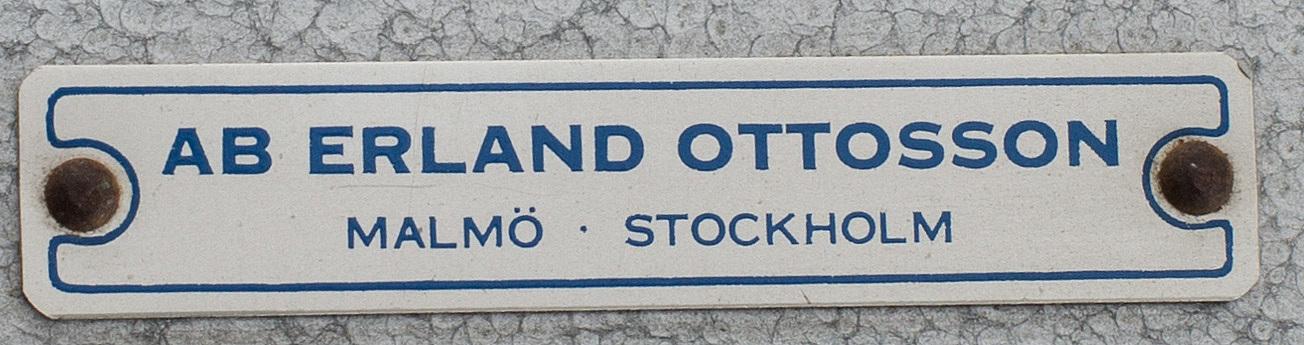 AB ERLAND OTTOSSON
MALMÖ · STOCKHOLM